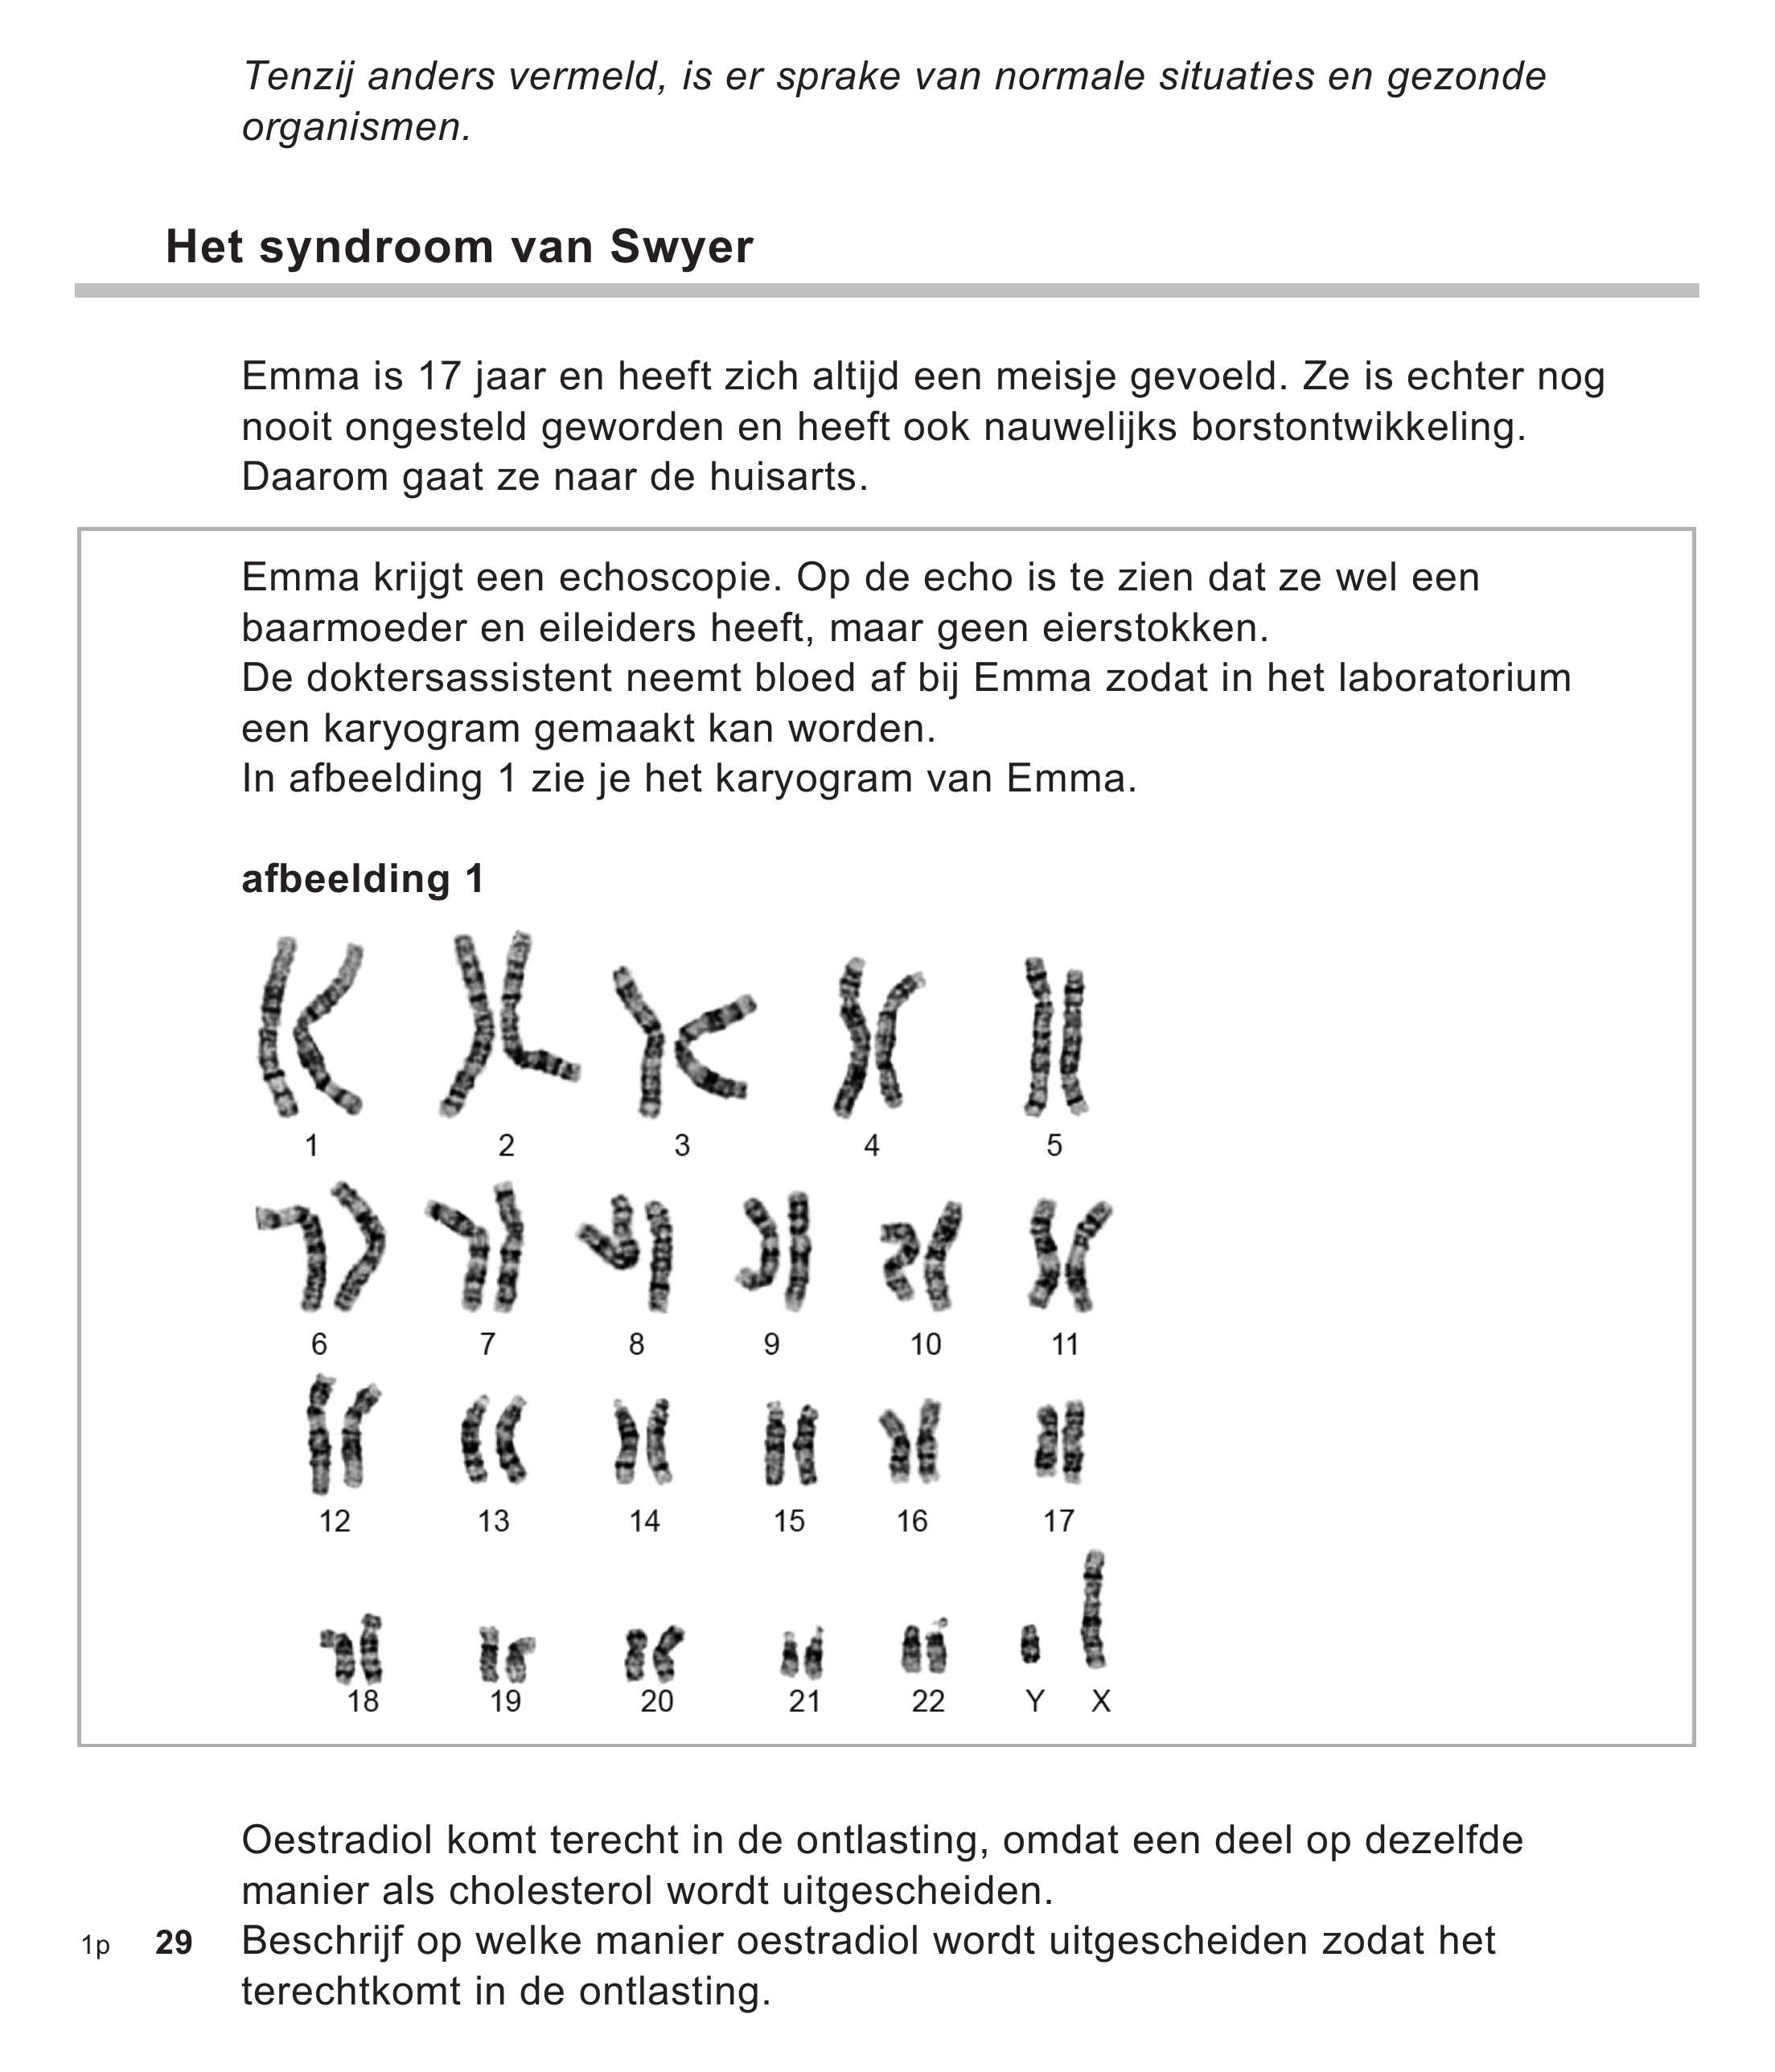 Tenzij anders vermeld, is er sprake van normale situaties en gezonde
organismen.
Het syndroom van Swyer
Emma is 17 jaar en heeft zich altijd een meisje gevoeld. Ze is echter nog
nooit ongesteld geworden en heeft ook nauwelijks borstontwikkeling.
Daarom gaat ze naar de huisarts.
Emma krijgt een echoscopie. Op de echo is te zien dat ze wel een
baarmoeder en eileiders heeft, maar geen eierstokken.
De doktersassistent neemt bloed af bij Emma zodat in het laboratorium
een karyogram gemaakt kan worden.
In afbeelding 1 zie je het karyogram van Emma.
afbeelding 1
1 2 3 4 5
6 7 8 9 10 11
12 13 14 15 16 17
18 19 20 21 22 Y X
Oestradiol komt terecht in de ontlasting, omdat een deel op dezelfde
manier als cholesterol wordt uitgescheiden.
1p 29 Beschrijf op welke manier oestradiol wordt uitgescheiden zodat het
terechtkomt in de ontlasting.